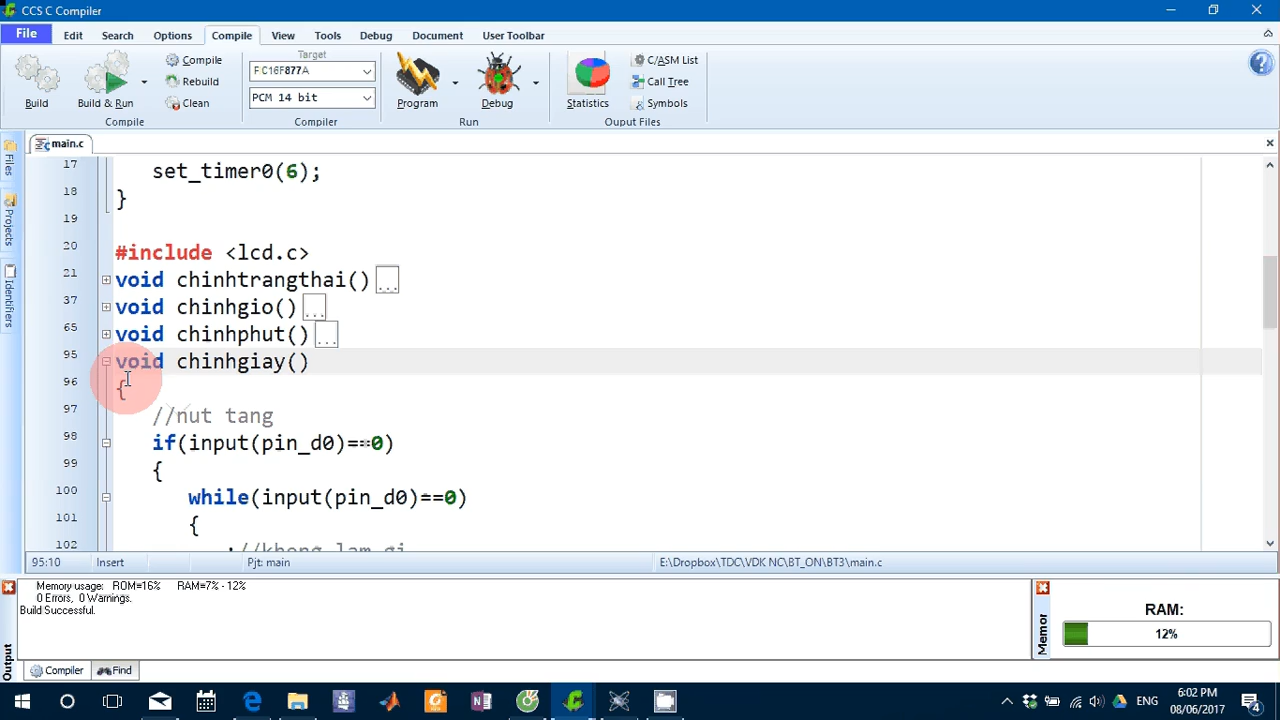 CCS C Compiler
File Edit Search Options Compile View Tools Debug Document User Toolbar
Target
Compile
Rebuild
Clean
PCM 14 bit
C/ASM List
Call Tree
Symbols
Build Build & Run Program Debug Statistics
Compile Compiler Run Ouput Files
main.c
Files
Projects
Identifiers
17 set_timer0(6);
18 }
19
20 #include <lcd.c>
21 void chinhtrangthai() ...
37 void chinhgio() ...
65 void chinhphut() ...
95 void chinhgiay()
96 {
97 //nut tang
98 if(input(pin_d0)==0)
99 {
100 while(input(pin_d0)==0)
101 {
102 ;//khong lam gi
95:10 Insert Pjt: main E:\Dropbox\TDC\VDK NC\BT_ON\BT3\main.c
Memory usage: ROM=16% RAM=7% - 12%
0 Errors, 0 Warnings.
Build Successful.
Output
Memor
RAM:
12%
Compiler Find
ENG
6:02 PM
08/06/2017
4